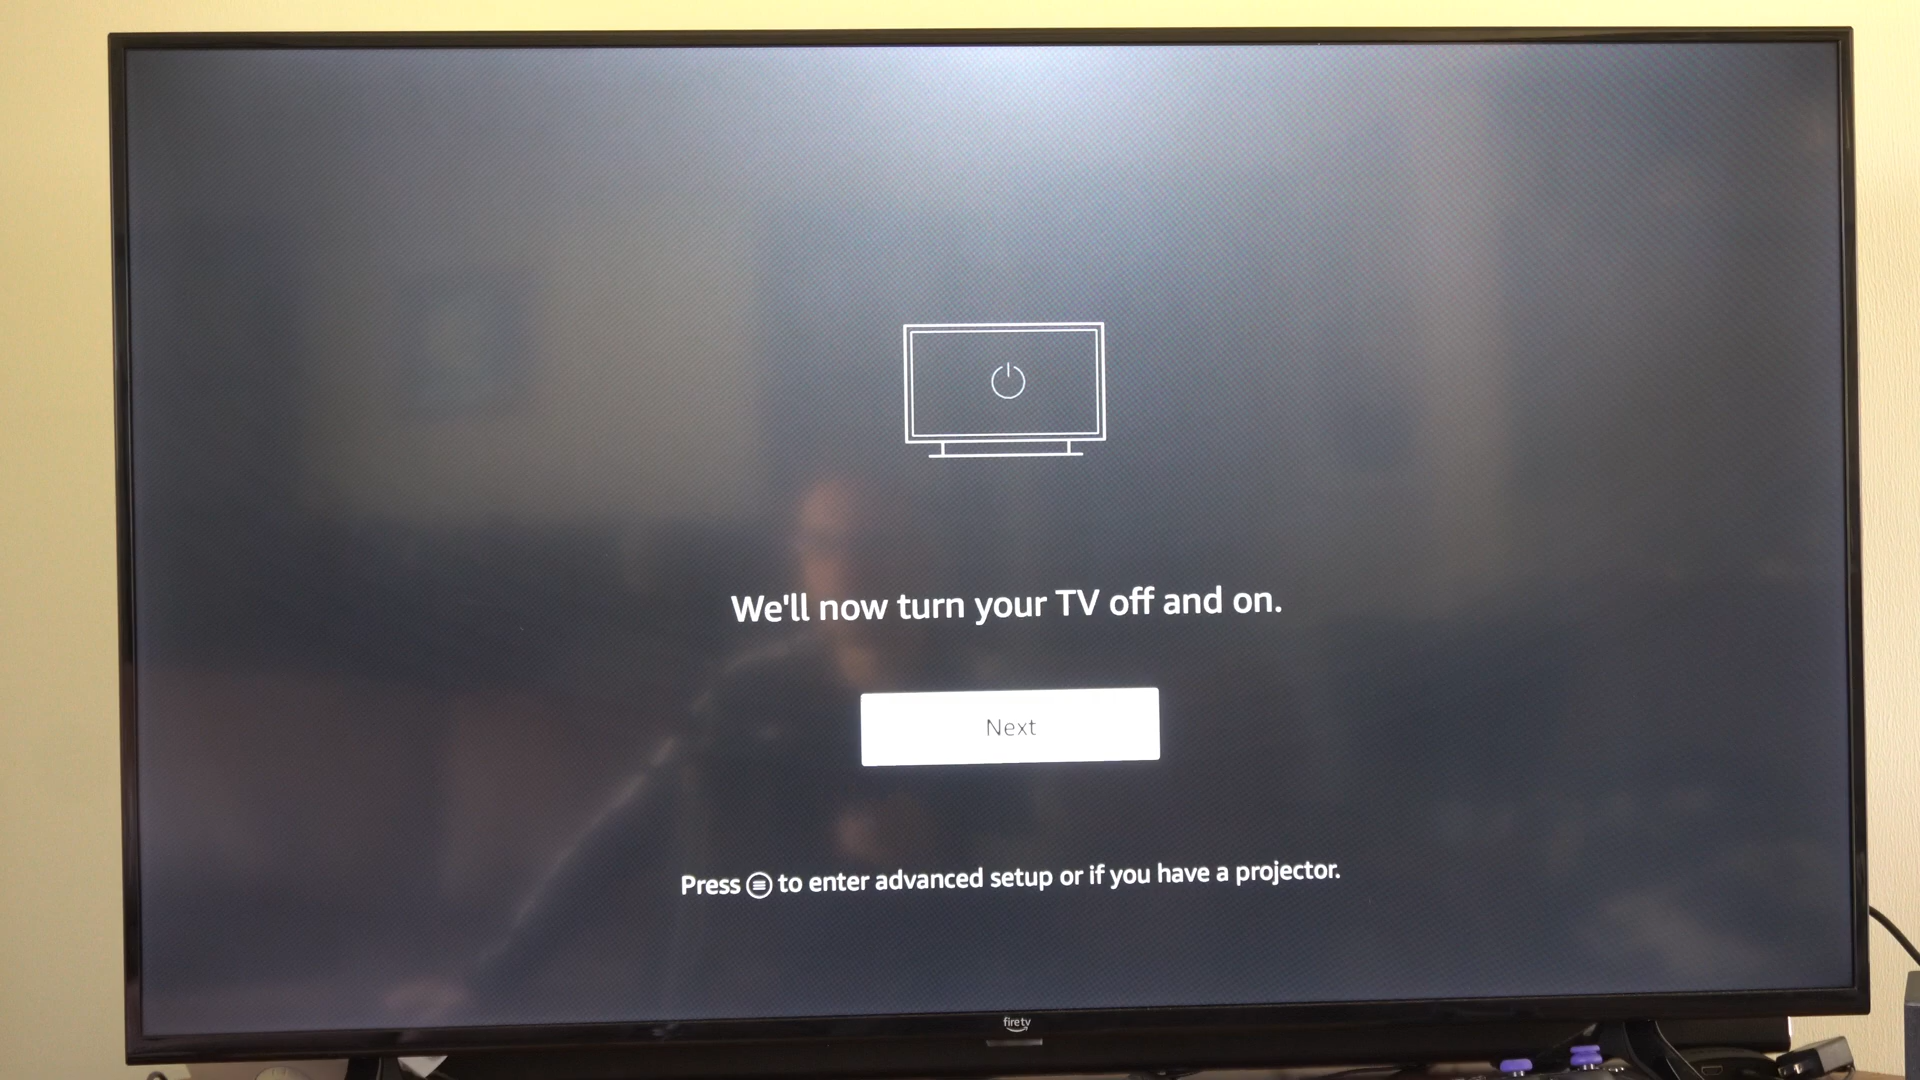 We'll now turn your TV off and on.
Next
Press to enter advanced setup or if you have a projector.
firetv